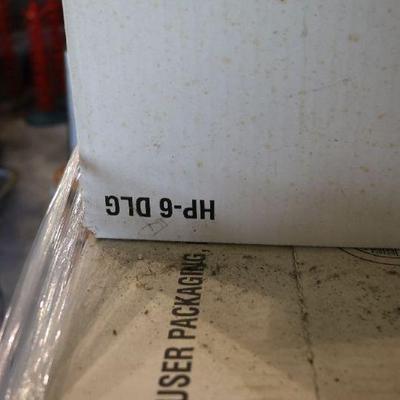 HP-6 DLG
USER PACKAGING,